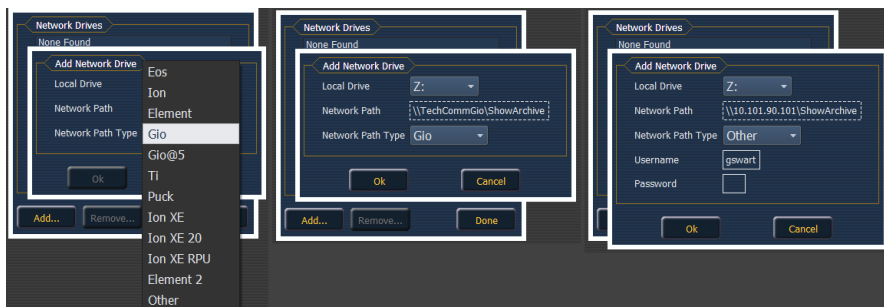 Network Drives
None Found
Add Network Drive
Local Drive
Network Path
Network Path Type
Ok
Add...
Remove...
Eos
Ion
Element
Gio
Gio@5
Ti
Puck
Ion XE
Ion XE 20
Ion XE RPU
Element 2
Other
Network Drives
None Found
Add Network Drive
Local Drive Z:
Network Path \\TechCommGio\ShowArchive
Network Path Type Gio
Ok Cancel
Add... Remove... Done
Network Drives
None Found
Add Network Drive
Local Drive Z:
Network Path \\10.101.90.101\ShowArchive
Network Path Type Other
Username gswart
Password
Ok Cancel